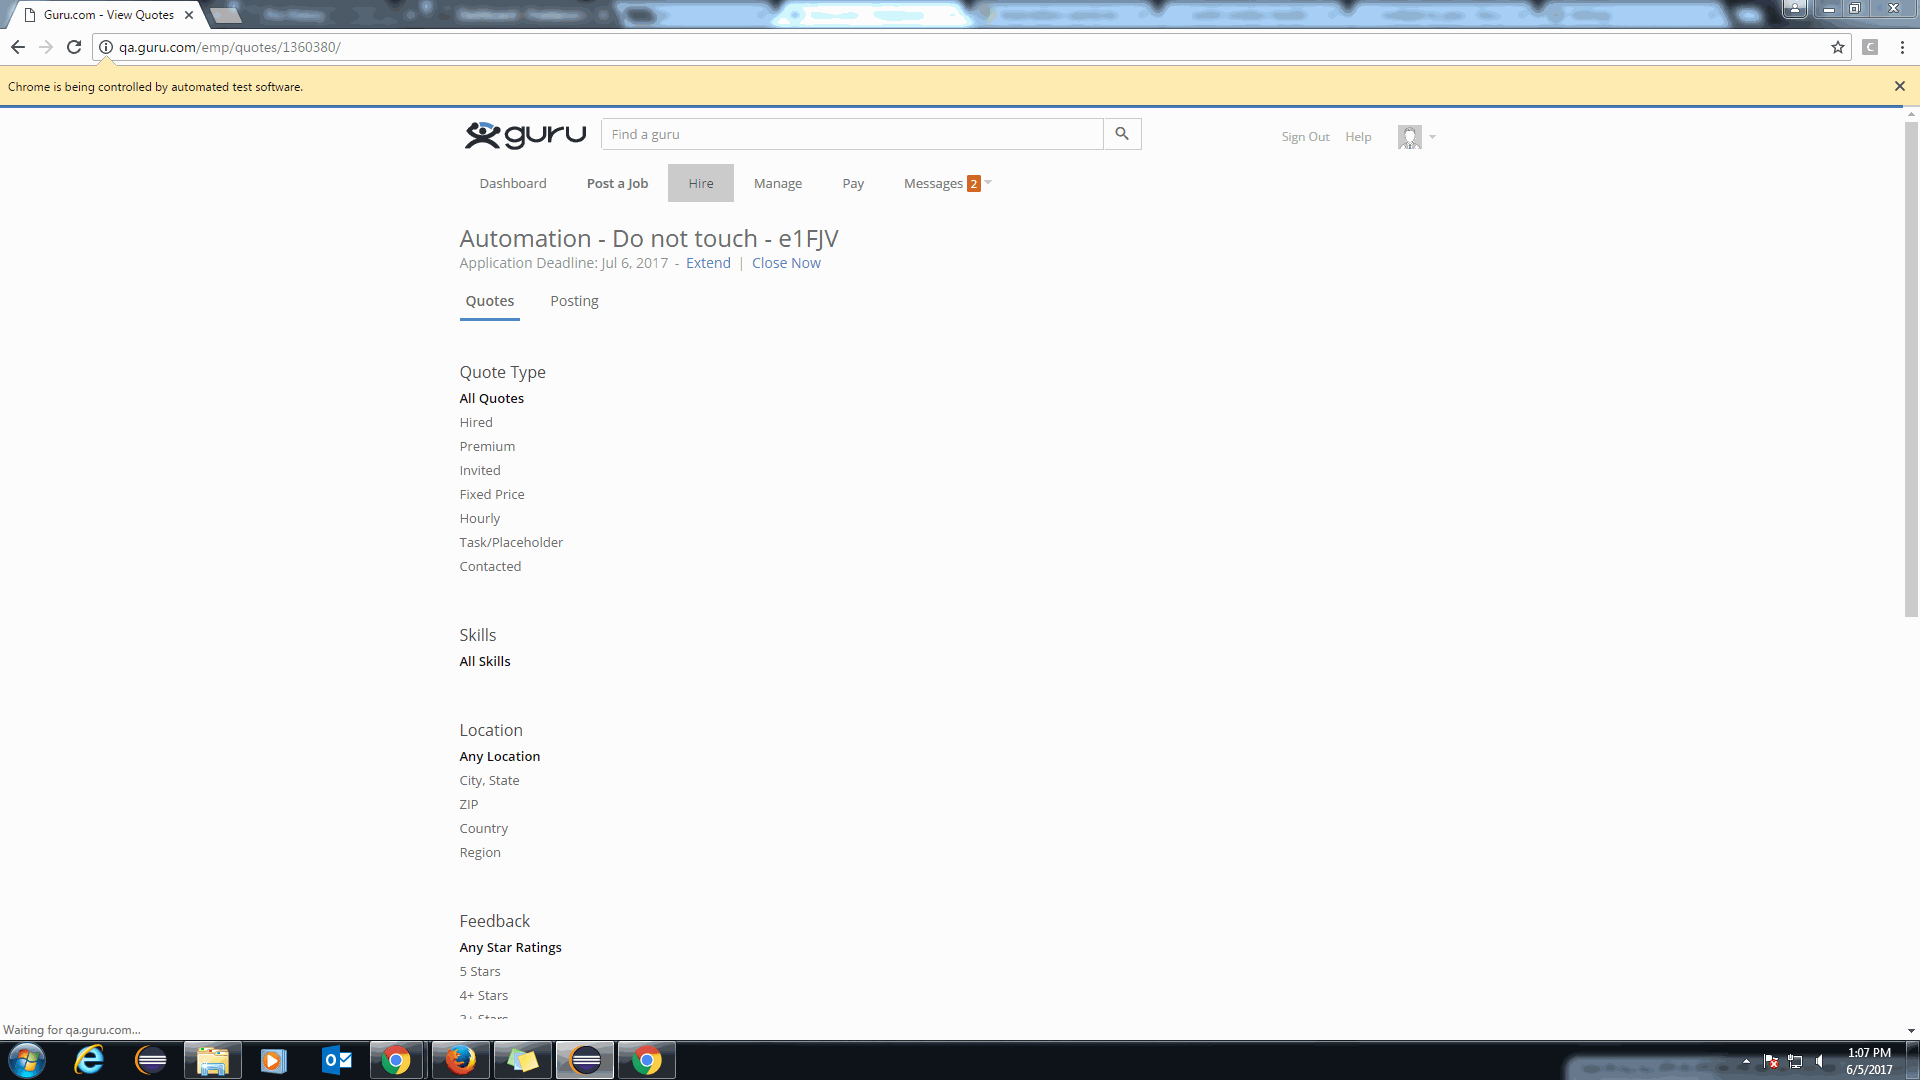 Guru.com - View Quotes
qa.guru.com/emp/quotes/1360380/
C
Chrome is being controlled by automated test software.
guru
Find a guru
Sign Out Help
Dashboard Post a Job Hire Manage Pay Messages 2
Automation - Do not touch - e1FJV
Application Deadline: Jul 6, 2017 - Extend | Close Now
Quotes Posting
Quote Type
All Quotes
Hired
Premium
Invited
Fixed Price
Hourly
Task/Placeholder
Contacted
Skills
All Skills
Location
Any Location
City, State
ZIP
Country
Region
Feedback
Any Star Ratings
5 Stars
4+ Stars
3+ Stars
Waiting for qa.guru.com...
1:07 PM
6/5/2017